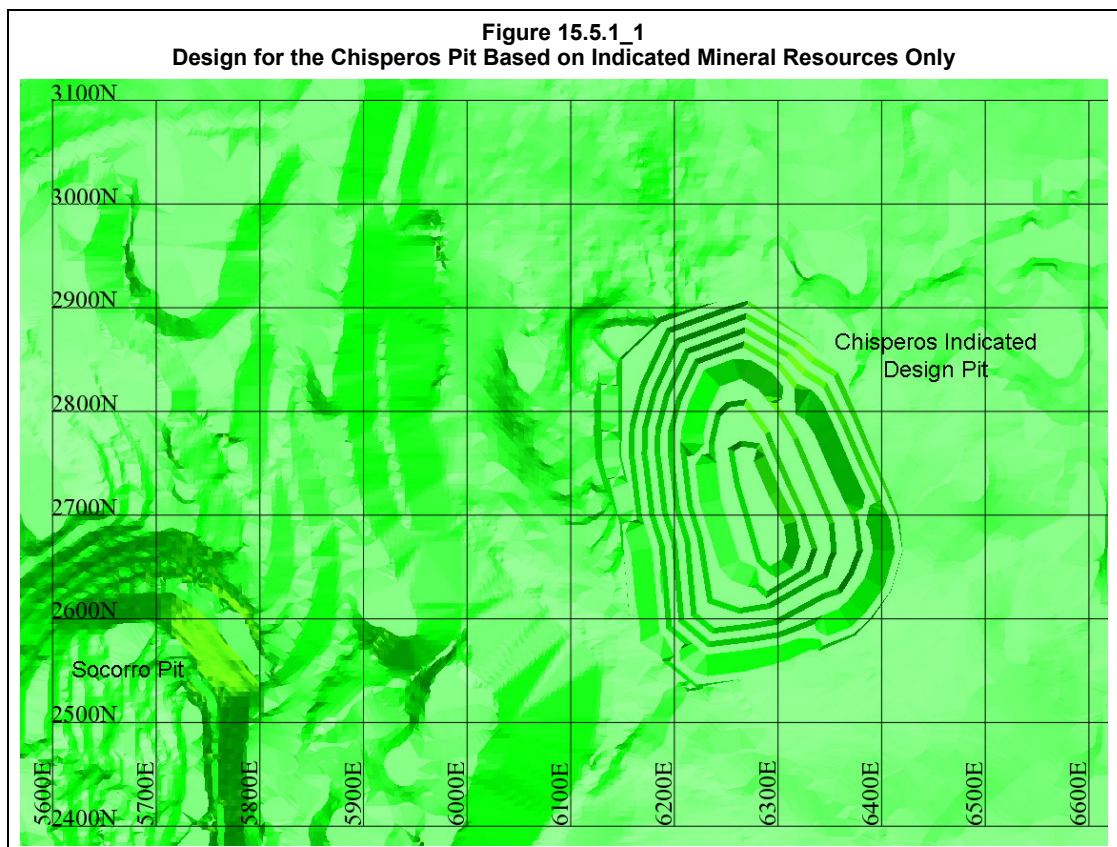 Figure 15.5.1_1
Design for the Chisperos Pit Based on Indicated Mineral Resources Only
3100N
3000N
2900N
Chisperos Indicated
Design Pit
2800N
2700N
2600N
Socorro Pit
2500N
2400N
5600E
5700E
5800E
5900E
6000E
6100E
6200E
6300E
6400E
6500E
6600E